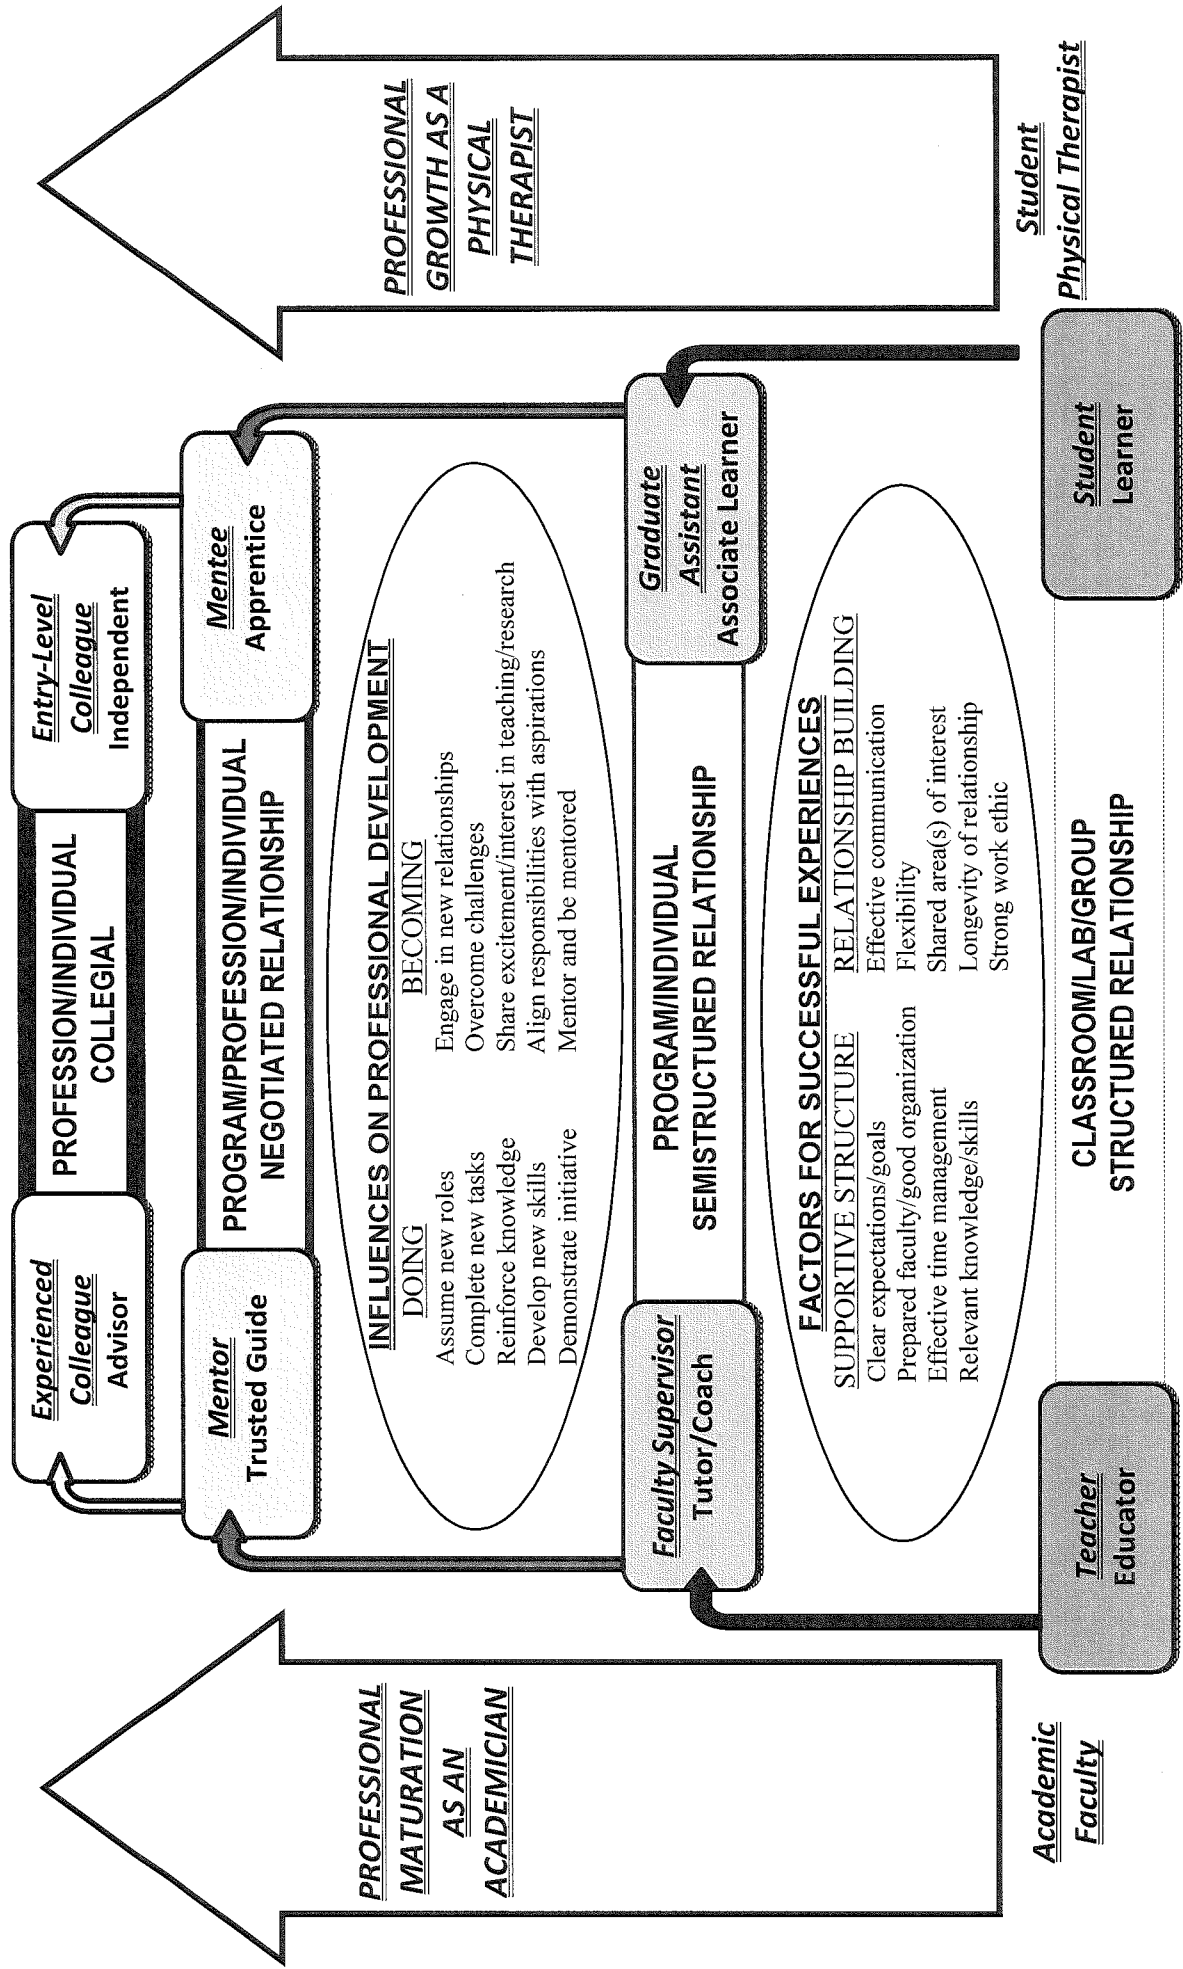 Experienced
Colleague
Advisor
PROFESSION/INDIVIDUAL
COLLEGIAL
Entry-Level
Colleague
Independent
Mentor
Trusted Guide
PROGRAM/PROFESSION/INDIVIDUAL
NEGOTIATED RELATIONSHIP
Mentee
Apprentice
PROFESSIONAL
MATURATION
AS AN
ACADEMICIAN
INFLUENCES ON PROFESSIONAL DEVELOPMENT
DOING
Assume new roles
Complete new tasks
Reinforce knowledge
Develop new skills
Demonstrate initiative
BECOMING
Engage in new relationships
Overcome challenges
Share excitement/interest in teaching/research
Align responsibilities with aspirations
Mentor and be mentored
PROFESSIONAL
GROWTH AS A
PHYSICAL
THERAPIST
Faculty Supervisor
Tutor/Coach
PROGRAM/INDIVIDUAL
SEMISTRUCTURED RELATIONSHIP
Graduate
Assistant
Associate Learner
FACTORS FOR SUCCESSFUL EXPERIENCES
SUPPORTIVE STRUCTURE
Clear expectations/goals
Prepared faculty/good organization
Effective time management
Relevant knowledge/skills
RELATIONSHIP BUILDING
Effective communication
Flexibility
Shared area(s) of interest
Longevity of relationship
Strong work ethic
Academic
Faculty
Teacher
Educator
CLASSROOM/LAB/GROUP
STRUCTURED RELATIONSHIP
Student
Learner
Student
Physical Therapist